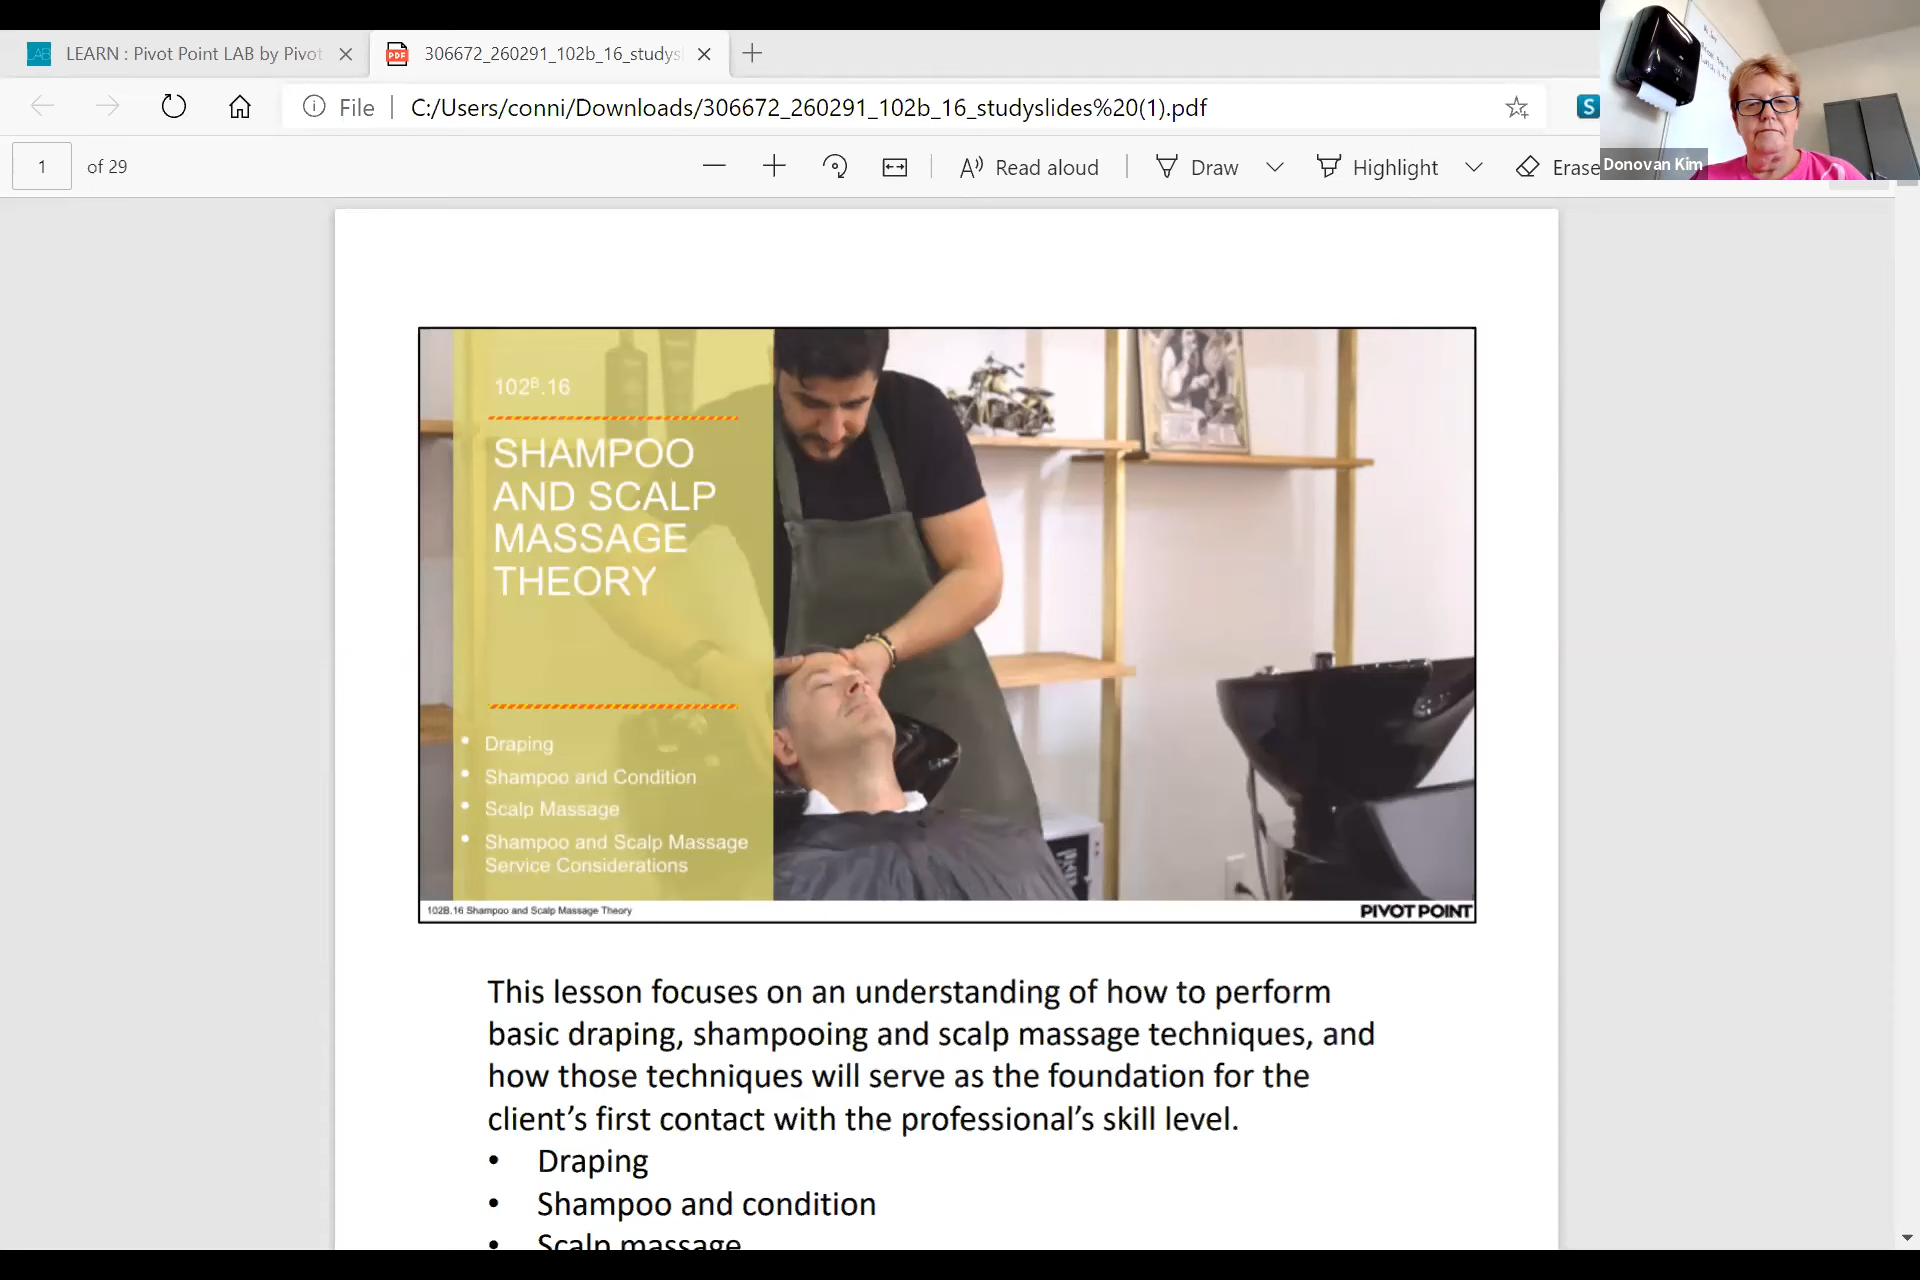 LAB
LEARN : Pivot Point LAB by Pivot
PDF
306672_260291_102b_16_studys
File
C:/Users/conni/Downloads/306672_260291_102b_16_studyslides%20(1).pdf
S
Donovan Kim
1
of 29
Read aloud
Draw
Highlight
Erase
102ᴮ.16
SHAMPOO
AND SCALP
MASSAGE
THEORY
• Draping
• Shampoo and Condition
• Scalp Massage
• Shampoo and Scalp Massage
Service Considerations
102B.16 Shampoo and Scalp Massage Theory
PIVOT POINT
This lesson focuses on an understanding of how to perform
basic draping, shampooing and scalp massage techniques, and
how those techniques will serve as the foundation for the
client’s first contact with the professional’s skill level.
• Draping
• Shampoo and condition
• Scalp massage